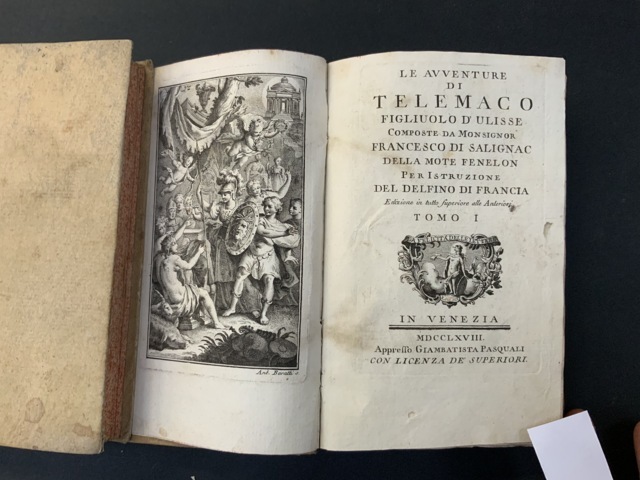 LE AVVENTURE
DI
TELEMACO
FIGLIUOLO D' ULISSE
COMPOSTE DA MONSIGNOR
FRANCESCO DI SALIGNAC
DELLA MOTE FENELON
PER ISTRUZIONE
DEL DELFINO DI FRANCIA
Edizione in tutto superiore alle Anteriori.
TOMO I
IN VENEZIA
MDCCLXVIII.
Appresso GIAMBATISTA PASQUALI
CON LICENZA DE' SUPERIORI.
Ant. Baratti s.